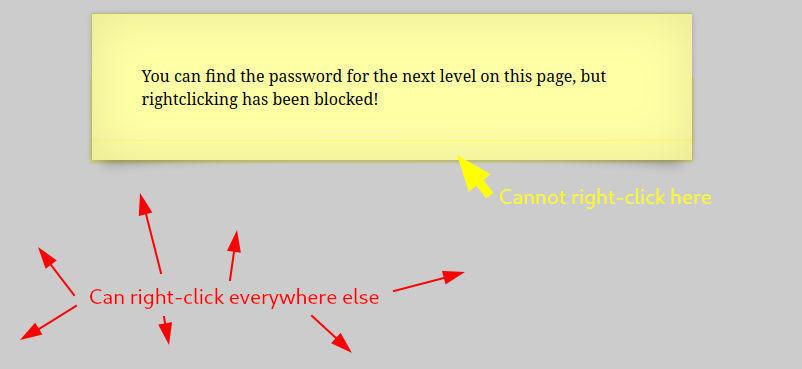 You can find the password for the next level on this page, but
rightclicking has been blocked!
Cannot right-click here
Can right-click everywhere else